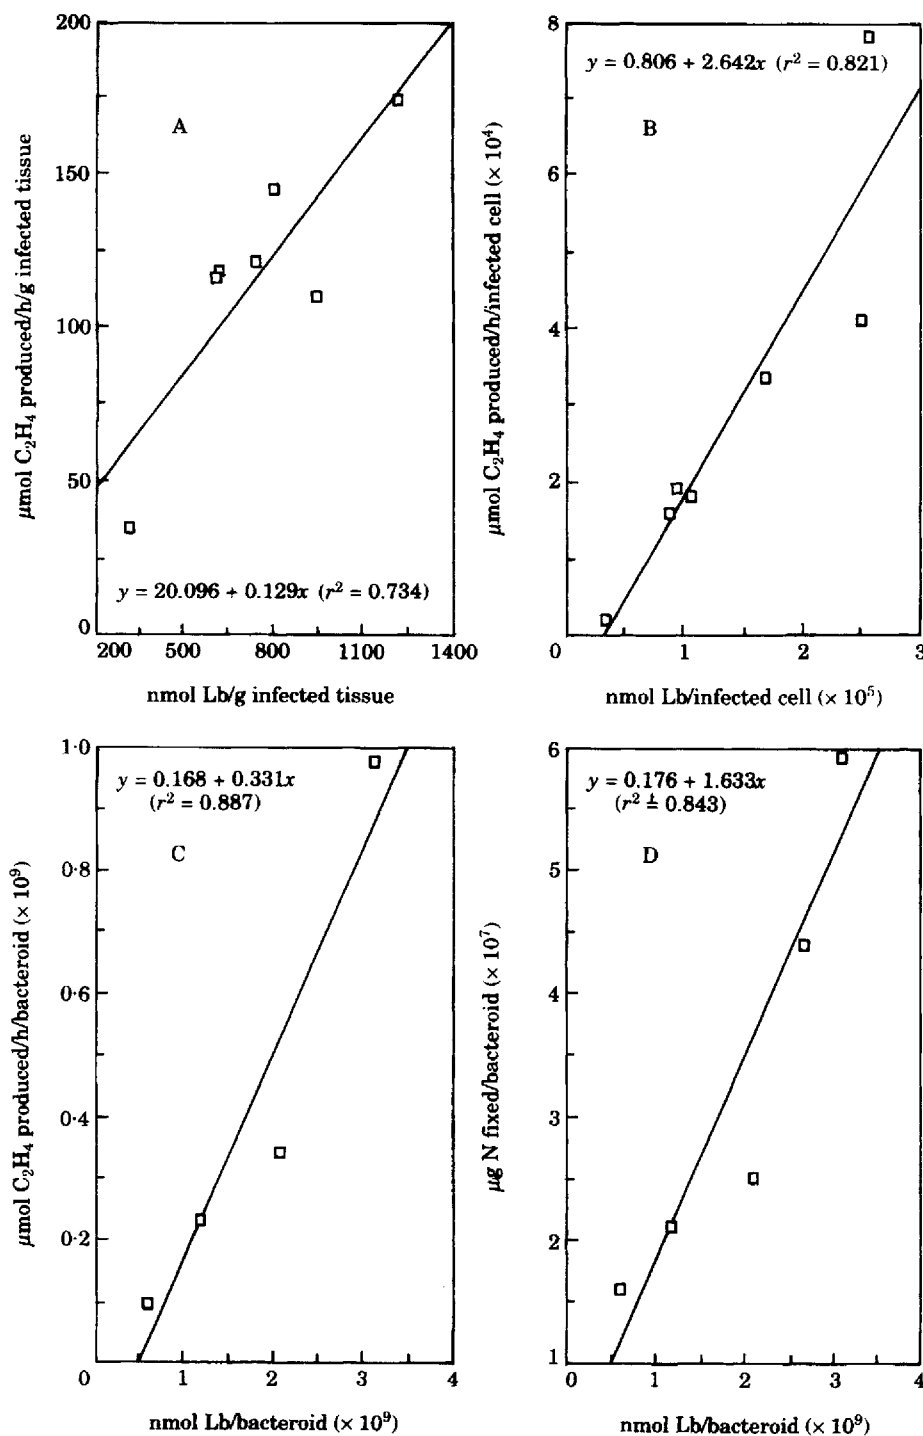 200
150
100
50
0
200 500 800 1100 1400
μmol C₂H₄ produced/h/g infected tissue
A
y = 20.096 + 0.129x (r² = 0.734)
nmol Lb/g infected tissue
8
6
4
2
0
0 1 2 3
μmol C₂H₄ produced/h/infected cell (× 10⁴)
y = 0.806 + 2.642x (r² = 0.821)
B
nmol Lb/infected cell (× 10⁵)
1·0
0·8
0·6
0·4
0·2
0 1 2 3 4
μmol C₂H₄ produced/h/bacteroid (× 10⁹)
y = 0.168 + 0.331x
(r² = 0.887)
C
nmol Lb/bacteroid (× 10⁹)
6
5
4
3
2
1
0 1 2 3 4
μg N fixed/bacteroid (× 10⁷)
y = 0.176 + 1.633x
(r² = 0.843)
D
nmol Lb/bacteroid (× 10⁹)